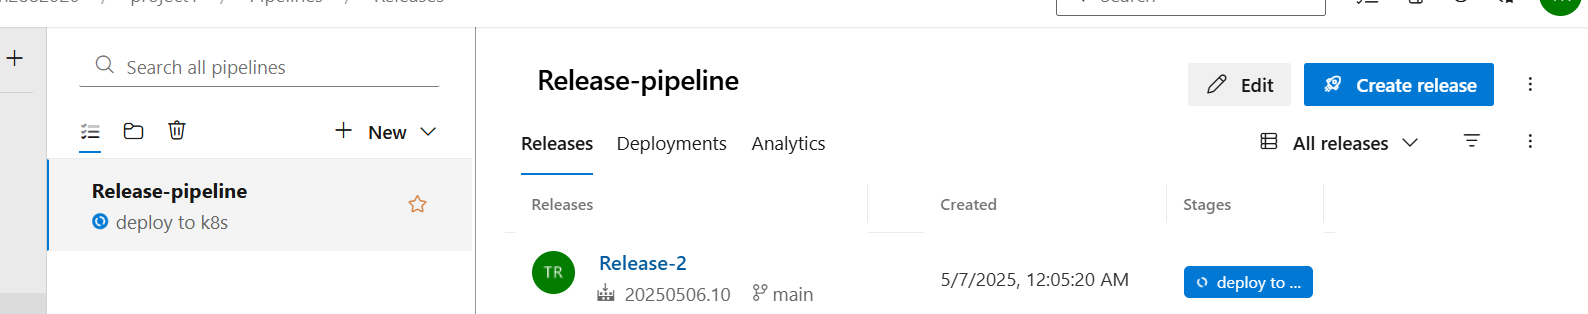 project1 / Pipelines / Releases
Search
Search all pipelines
New
Release-pipeline
deploy to k8s
Release-pipeline
Edit
Create release
Releases Deployments Analytics
All releases
Releases Created Stages
TR
Release-2
20250506.10 main
5/7/2025, 12:05:20 AM
deploy to ...